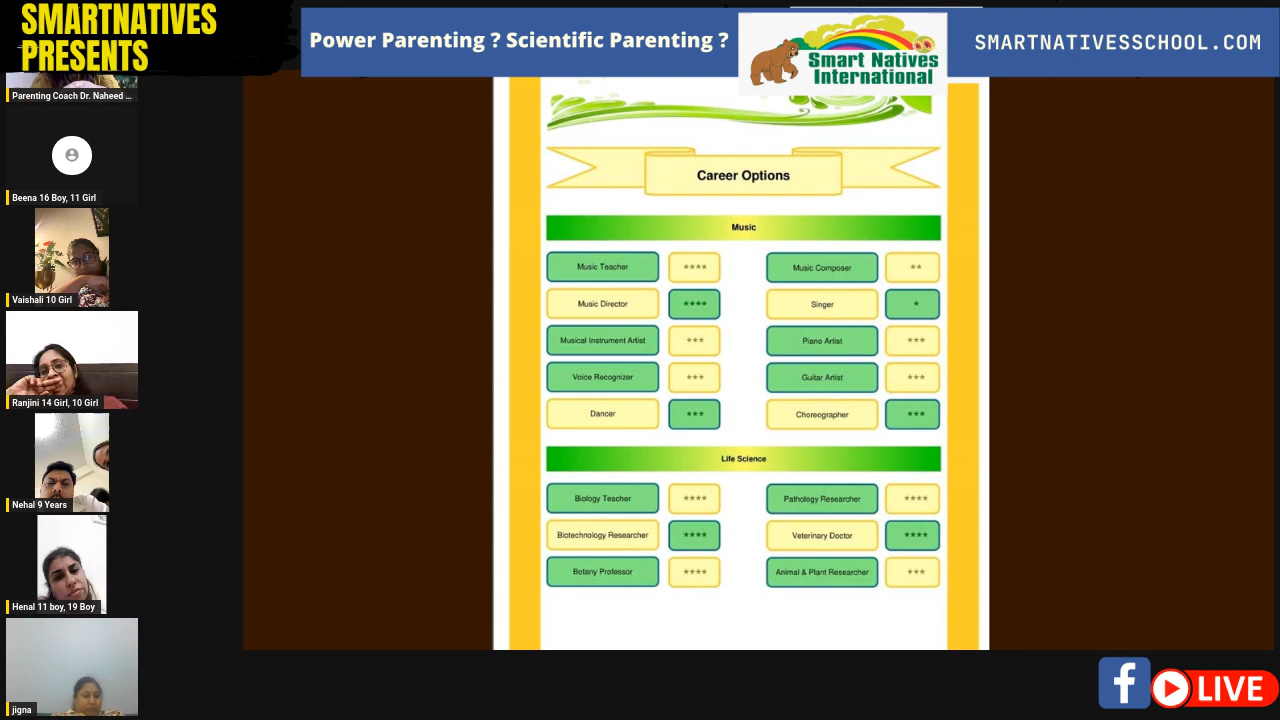 SMARTNATIVES
PRESENTS
Power Parenting ? Scientific Parenting ?
Smart Natives
International
SMARTNATIVESSCHOOL.COM
Parenting Coach Dr. Naheed ...
Beena 16 Boy, 11 Girl
Vaishali 10 Girl
Ranjini 14 Girl, 10 Girl
Nehal 9 Years
Henal 11 boy, 19 Boy
jigna
Career Options
Music
Music Teacher ****
Music Composer **
Music Director ****
Singer *
Musical Instrument Artist ***
Piano Artist ***
Voice Recognizer ***
Guitar Artist ***
Dancer ***
Choreographer ***
Life Science
Biology Teacher ****
Pathology Researcher ****
Biotechnology Researcher ****
Veterinary Doctor ****
Botany Professor ****
Animal & Plant Researcher ***
f
LIVE